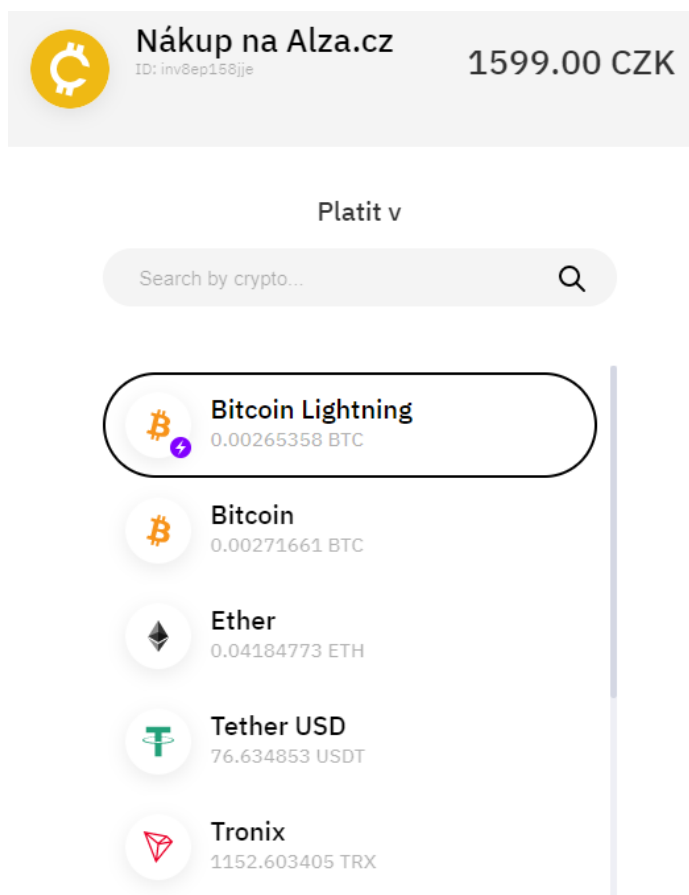 Nákup na Alza.cz
ID: inv8ep158jje
1599.00 CZK
Platit v
Search by crypto...
Bitcoin Lightning
0.00265358 BTC
Bitcoin
0.00271661 BTC
Ether
0.04184773 ETH
Tether USD
76.634853 USDT
Tronix
1152.603405 TRX